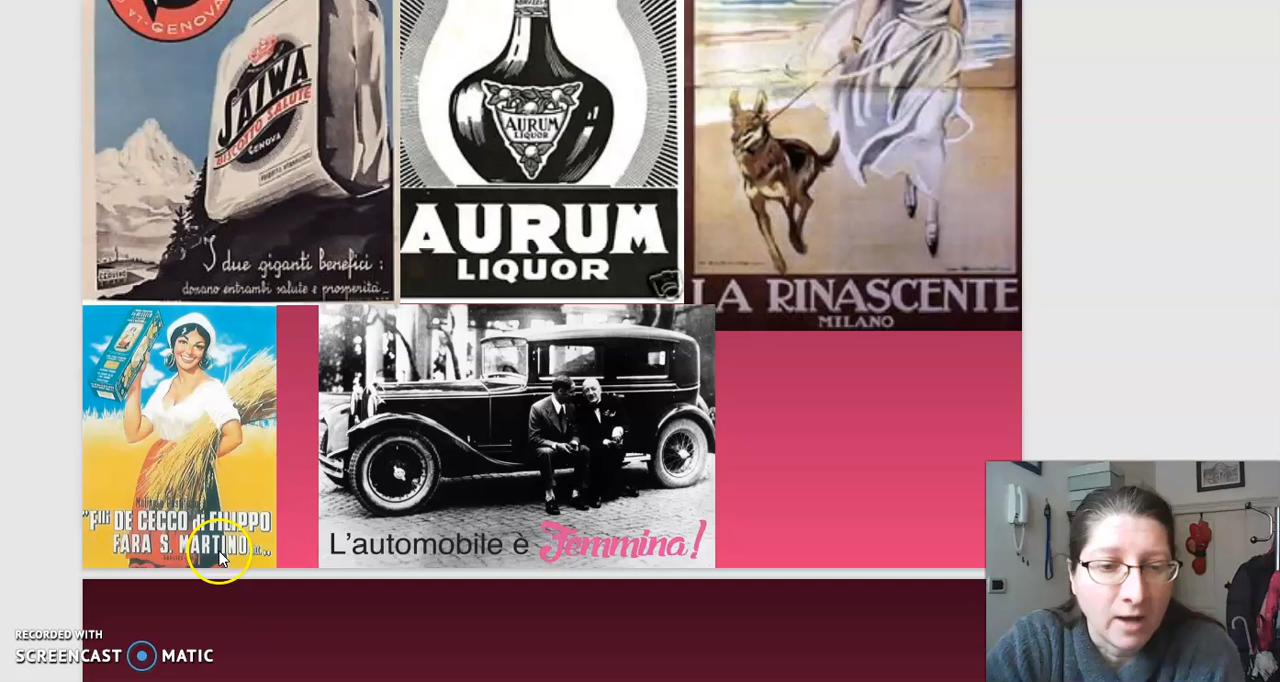 GENOVA
SAIWA
BISCOTTO SALUTE
GENOVA
I due giganti benefici :
donano entrambi salute e prosperità
CERVINO
AURUM
LIQUOR
AURUM
LIQUOR
LA RINASCENTE
MILANO
"F.lli DE CECCO di FILIPPO
FARA S. MARTINO
L'automobile è Femmina!
RECORDED WITH
SCREENCAST MATIC